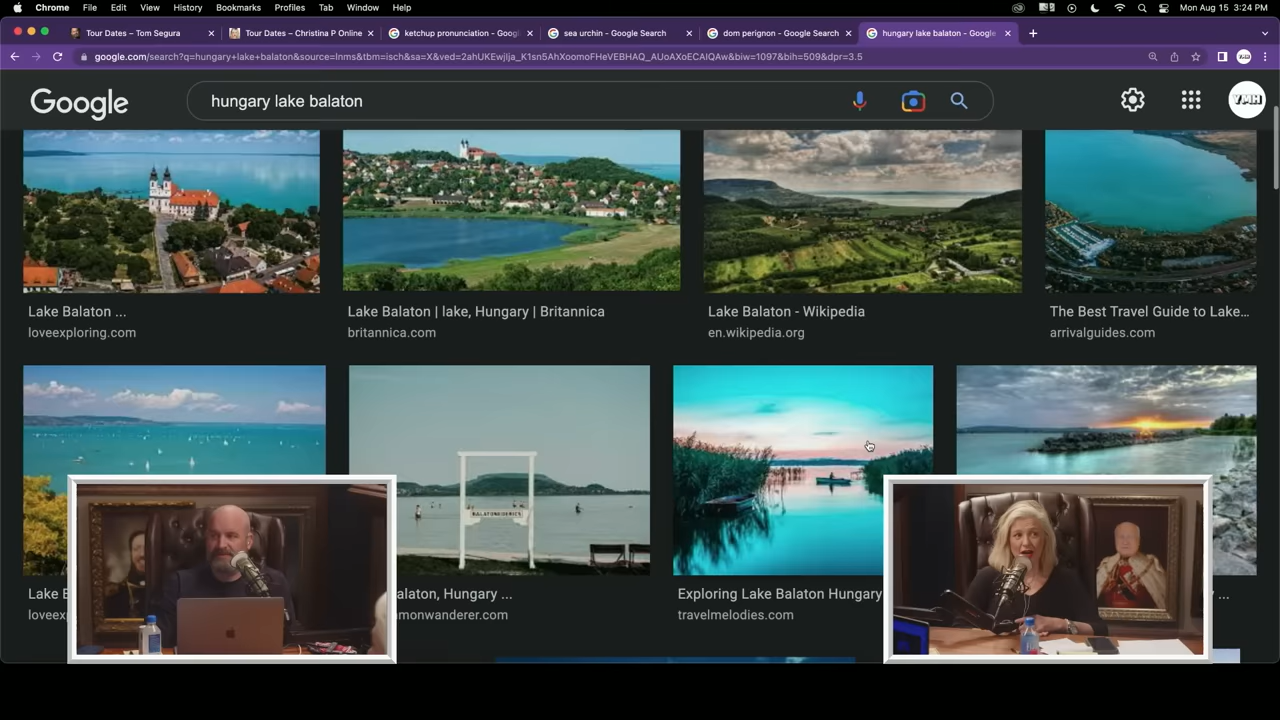 Chrome File Edit View History Bookmarks Profiles Tab Window Help Mon Aug 15 3:24 PM
Tour Dates – Tom Segura Tour Dates – Christina P Online ketchup pronunciation - Goog sea urchin - Google Search dom perignon - Google Search hungary lake balaton - Google
google.com/search?q=hungary+lake+balaton&source=lnms&tbm=isch&sa=X&ved=2ahUKEwjIja_K1sn5AhXoomoFHeVEBHAQ_AUoAXoECAIQAw&biw=1097&bih=509&dpr=3.5
Google hungary lake balaton YMH
Lake Balaton ... Lake Balaton | lake, Hungary | Britannica Lake Balaton - Wikipedia The Best Travel Guide to Lake...
loveexploring.com britannica.com en.wikipedia.org arrivalguides.com
BALATONEDERICS
Lake B alaton, Hungary ... Exploring Lake Balaton Hungary ...
loveex monwanderer.com travelmelodies.com